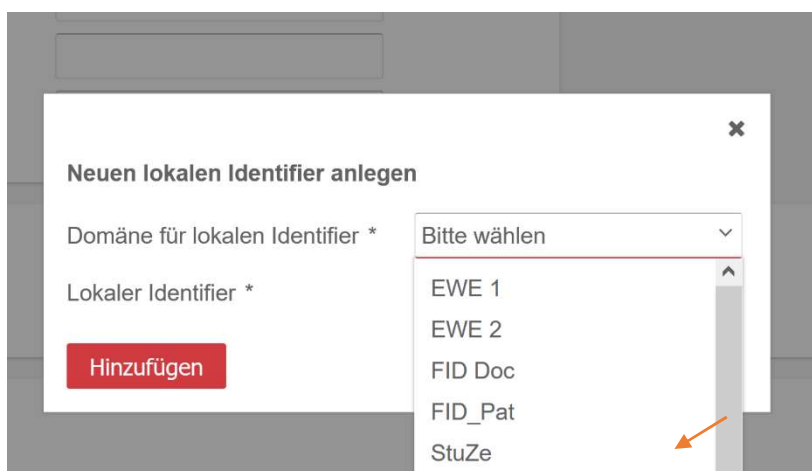 Neuen lokalen Identifier anlegen
Domäne für lokalen Identifier *
Bitte wählen
Lokaler Identifier *
EWE 1
EWE 2
FID Doc
FID_Pat
StuZe
Hinzufügen